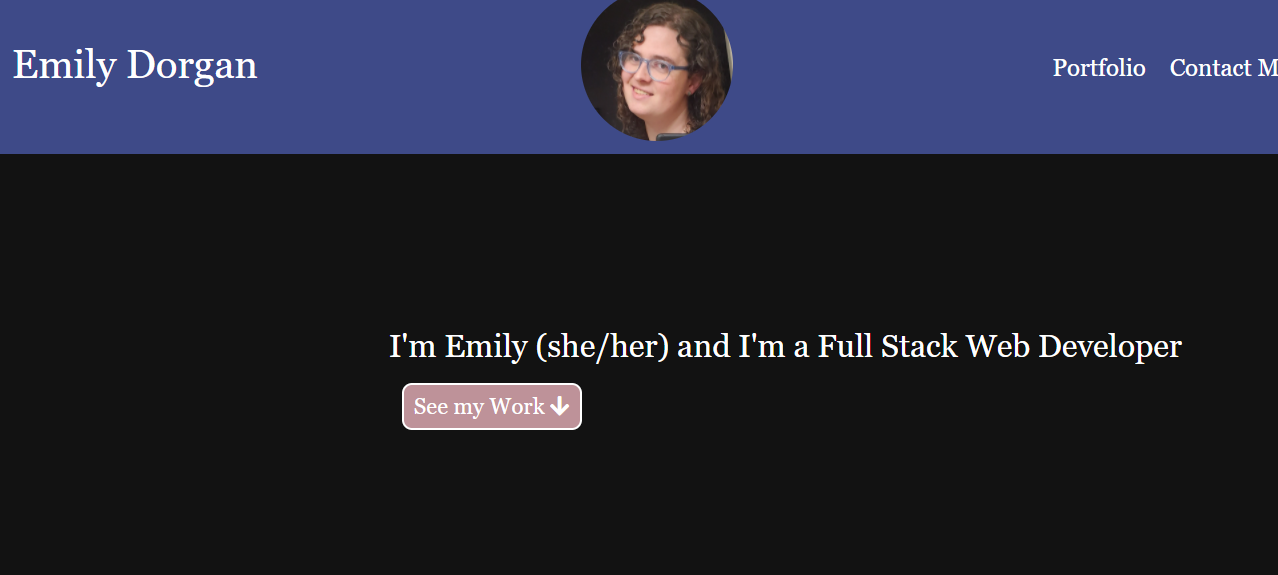 Emily Dorgan
Portfolio Contact M
I'm Emily (she/her) and I'm a Full Stack Web Developer
See my Work